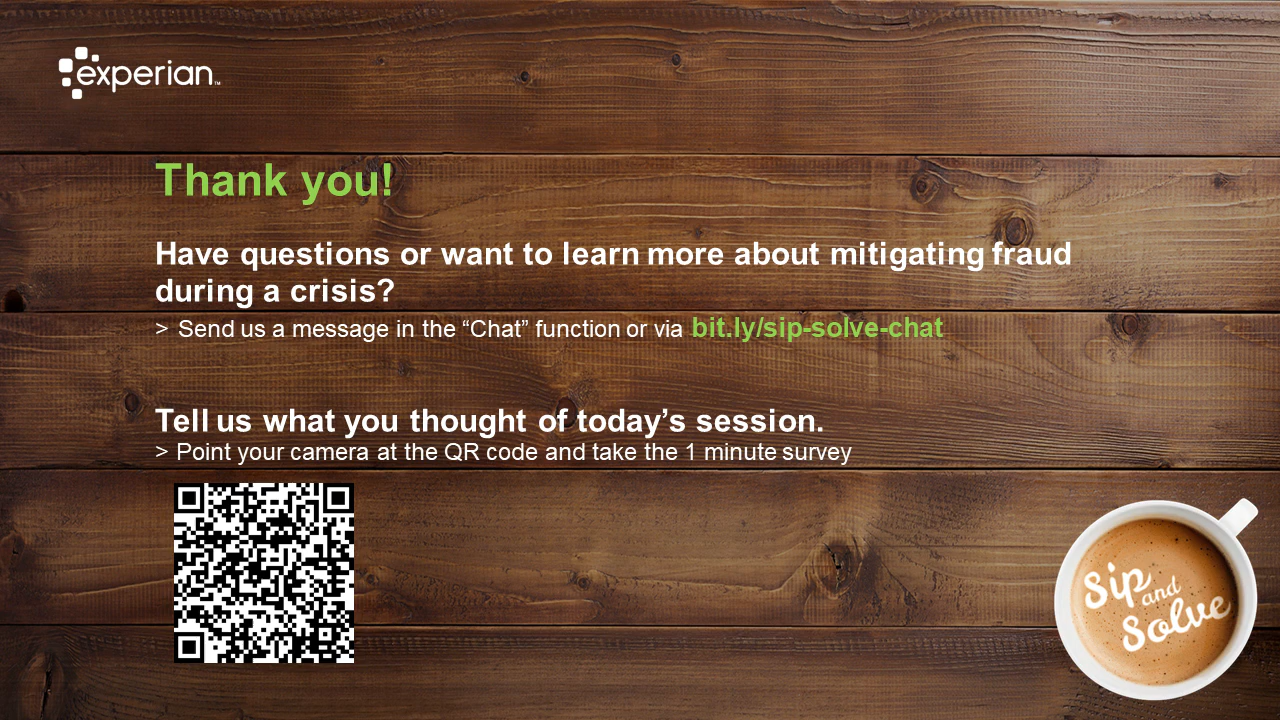 experian™
Thank you!
Have questions or want to learn more about mitigating fraud
during a crisis?
> Send us a message in the “Chat” function or via bit.ly/sip-solve-chat
Tell us what you thought of today’s session.
> Point your camera at the QR code and take the 1 minute survey
Sip and
Solve